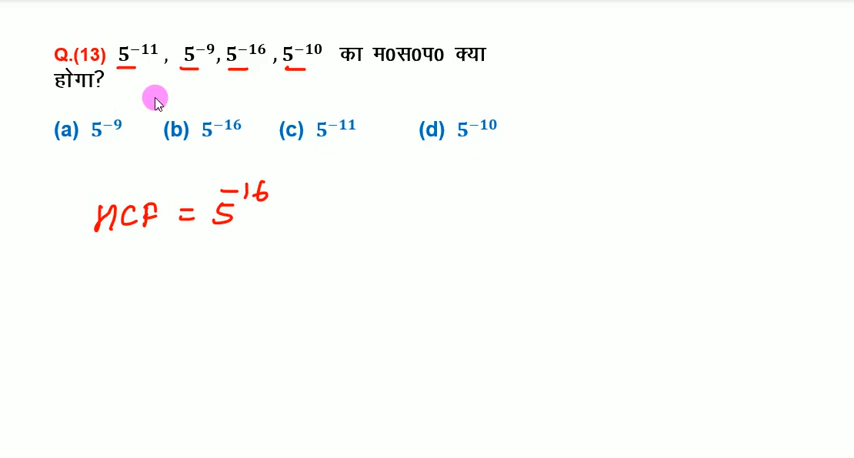 Q.(13) 5⁻¹¹ , 5⁻⁹, 5⁻¹⁶ , 5⁻¹⁰ का म0स0प0 क्या
होगा?
(a) 5⁻⁹ (b) 5⁻¹⁶ (c) 5⁻¹¹ (d) 5⁻¹⁰
HCF = 5⁻¹⁶